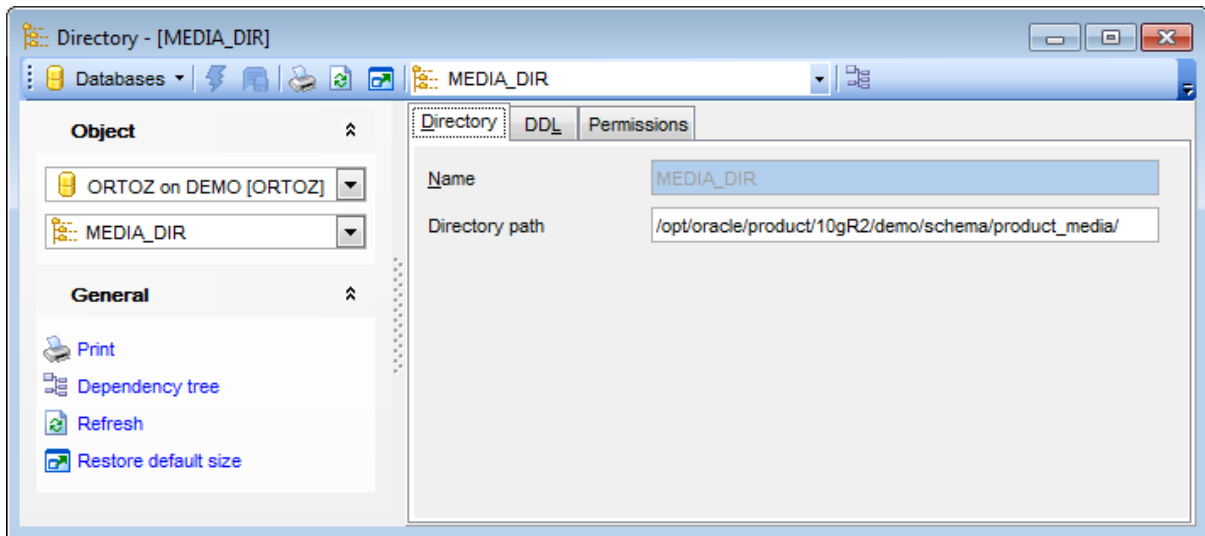 Directory - [MEDIA_DIR]
Databases MEDIA_DIR
Object
ORTOZ on DEMO [ORTOZ]
MEDIA_DIR
General
Print
Dependency tree
Refresh
Restore default size
Directory DDL Permissions
Name MEDIA_DIR
Directory path /opt/oracle/product/10gR2/demo/schema/product_media/